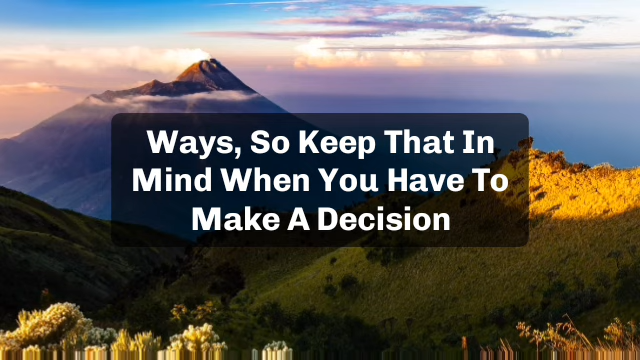 Ways, So Keep That In
Mind When You Have To
Make A Decision